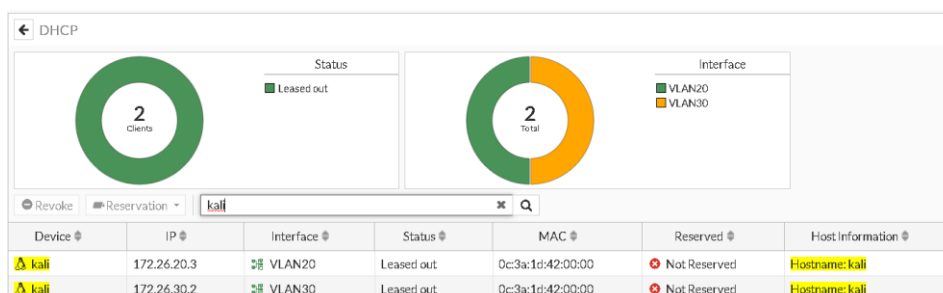 DHCP
Status
Leased out
2
Clients
Interface
VLAN20
VLAN30
2
Total
Revoke Reservation kali
Device IP Interface Status MAC Reserved Host Information
kali 172.26.20.3 VLAN20 Leased out 0c:3a:1d:42:00:00 Not Reserved Hostname: kali
kali 172.26.30.2 VLAN30 Leased out 0c:3a:1d:42:00:00 Not Reserved Hostname: kali